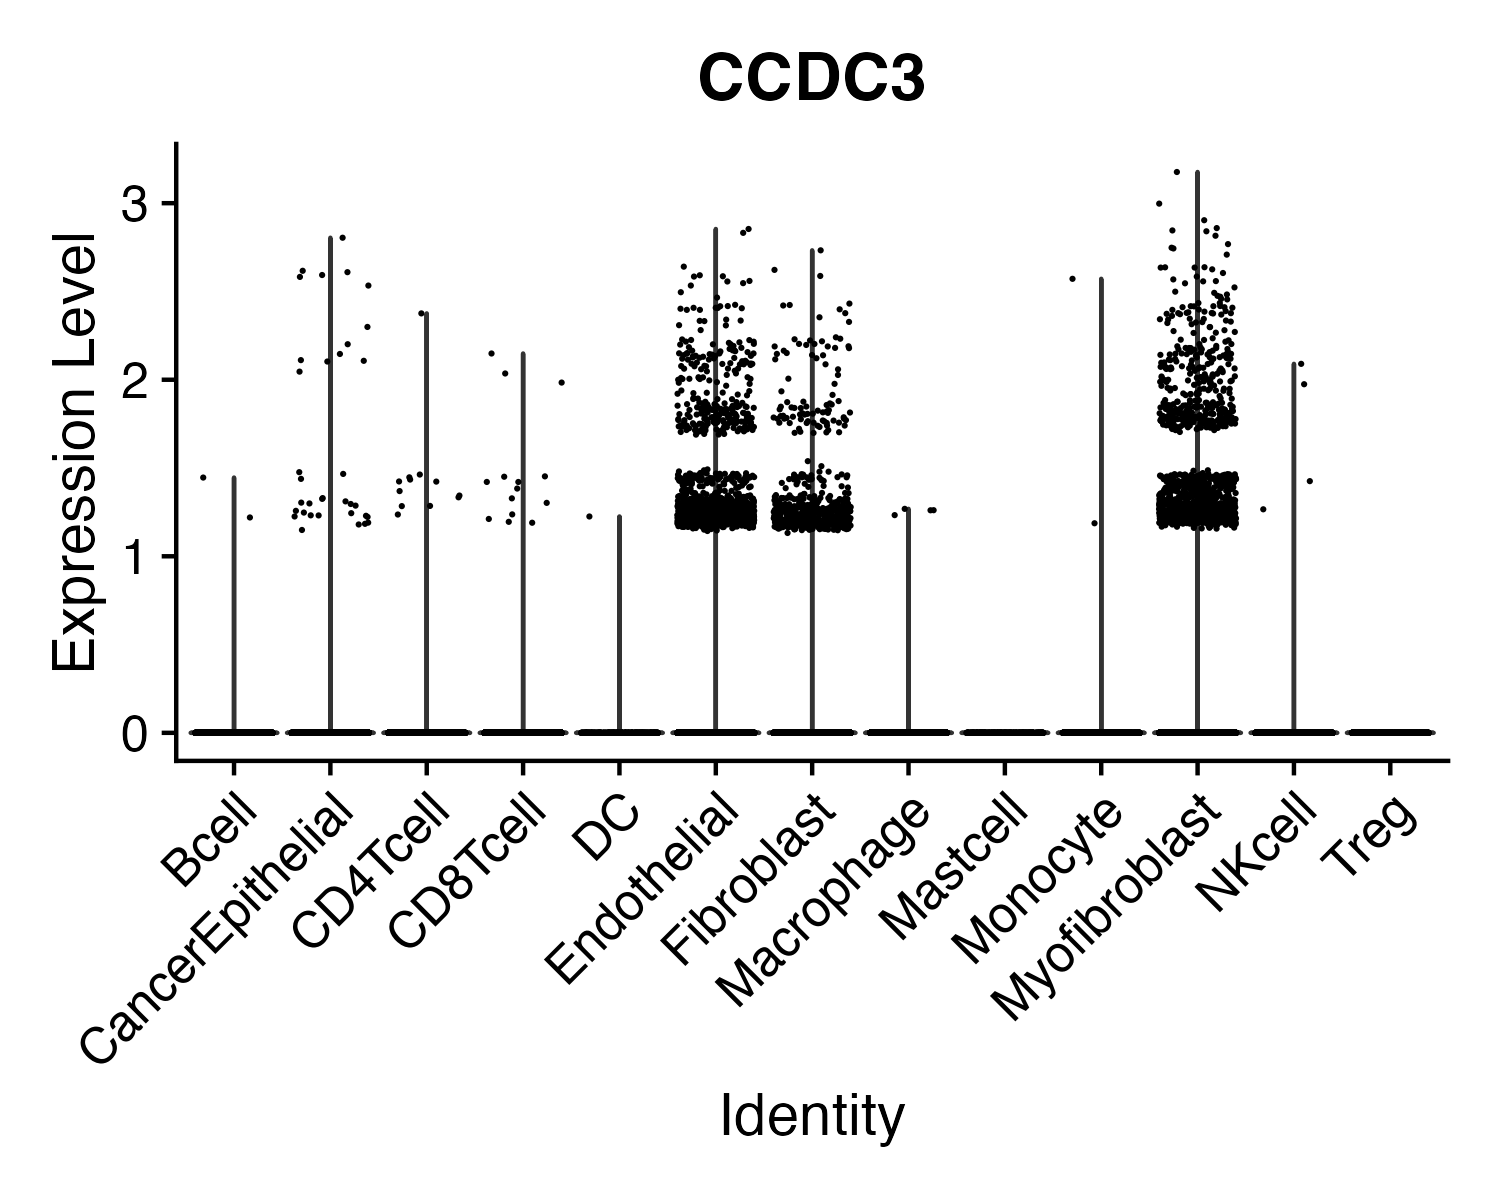 CCDC3
Expression Level
3
2
1
0
Bcell
CancerEpithelial
CD4Tcell
CD8Tcell
DC
Endothelial
Fibroblast
Macrophage
Mastcell
Monocyte
Myofibroblast
NKcell
Treg
Identity